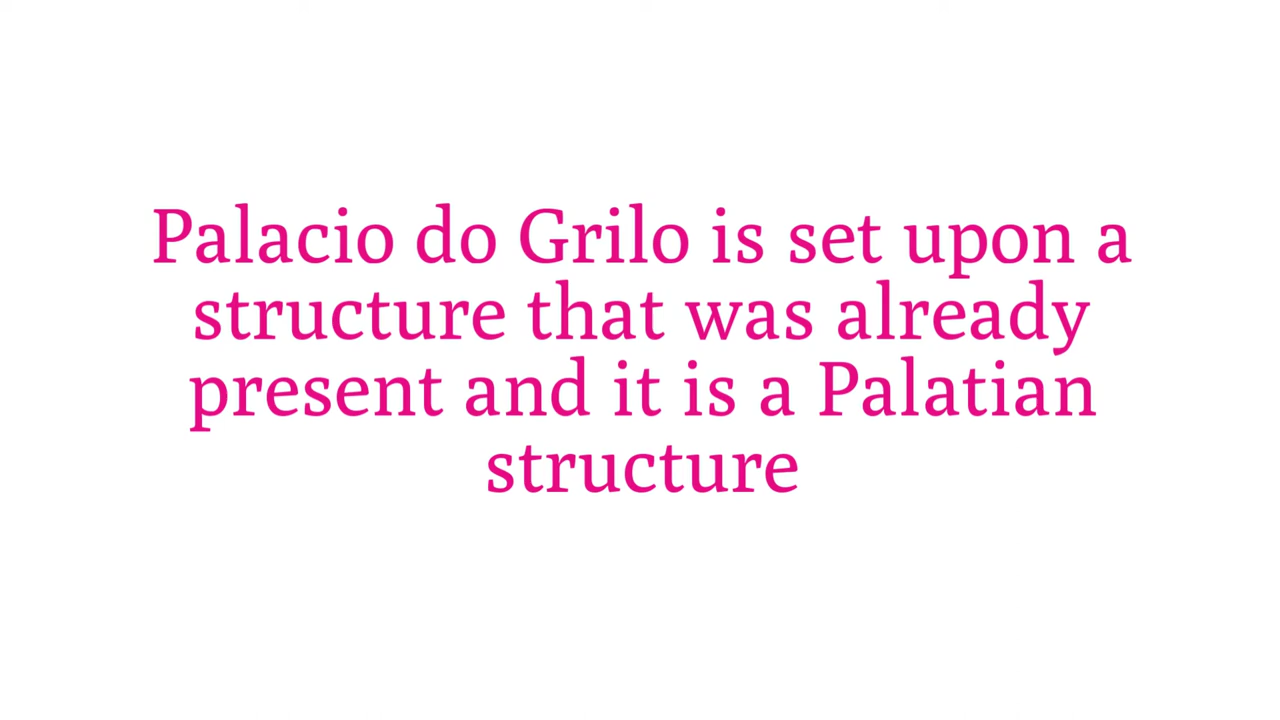 Palacio do Grilo is set upon a
structure that was already
present and it is a Palatian
structure